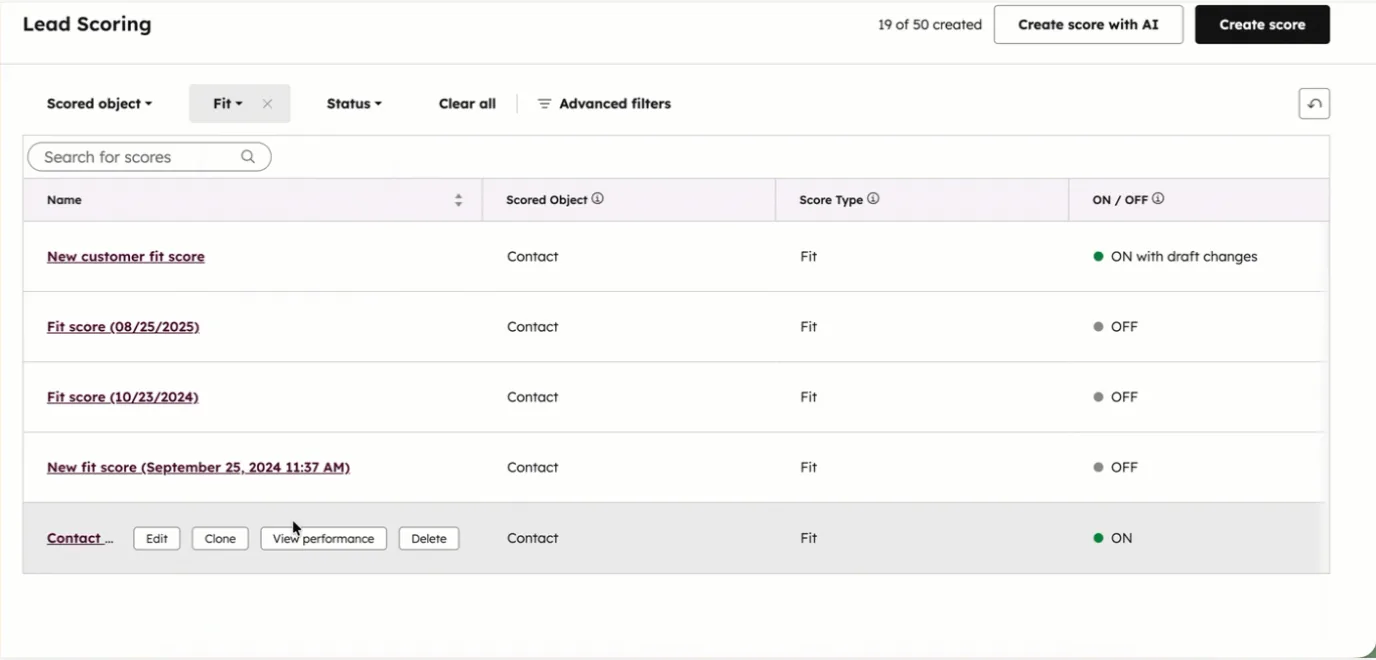 Lead Scoring
19 of 50 created
Create score with AI
Create score
Scored object
Fit
Status
Clear all
Advanced filters
Search for scores
Name
Scored Object
Score Type
ON / OFF
New customer fit score
Contact
Fit
ON with draft changes
Fit score (08/25/2025)
Contact
Fit
OFF
Fit score (10/23/2024)
Contact
Fit
OFF
New fit score (September 25, 2024 11:37 AM)
Contact
Fit
OFF
Contact ...
Edit
Clone
View performance
Delete
Contact
Fit
ON